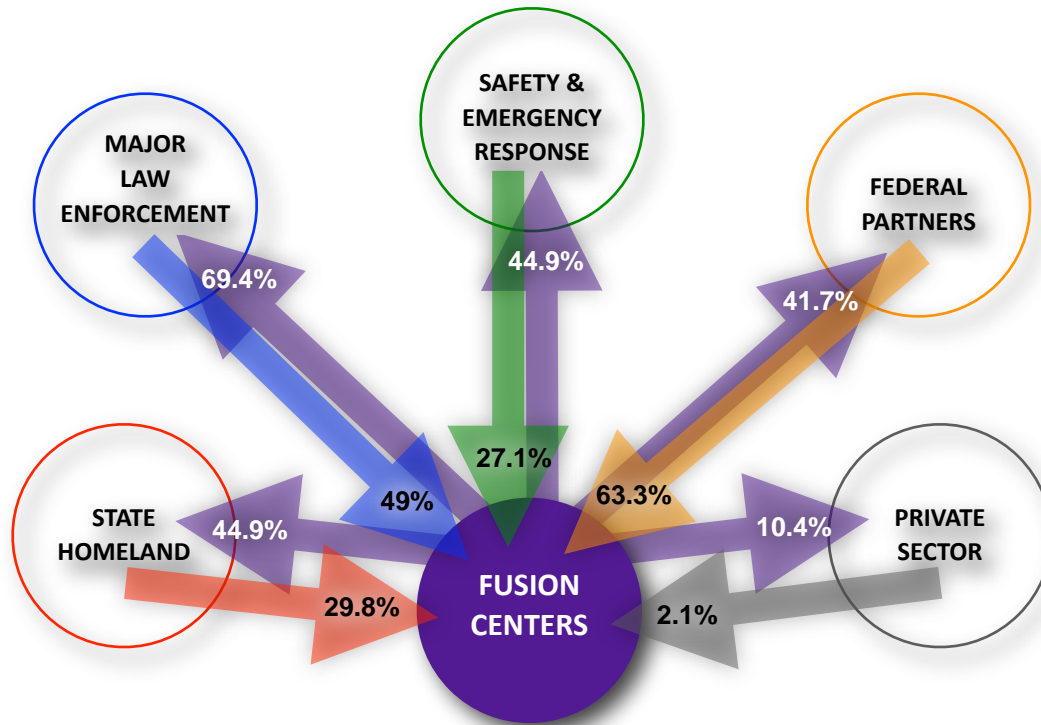 SAFETY &
EMERGENCY
RESPONSE
MAJOR
LAW
ENFORCEMENT
FEDERAL
PARTNERS
69.4%
44.9%
41.7%
27.1%
49%
63.3%
STATE
HOMELAND
44.9%
10.4%
PRIVATE
SECTOR
29.8%
2.1%
FUSION
CENTERS